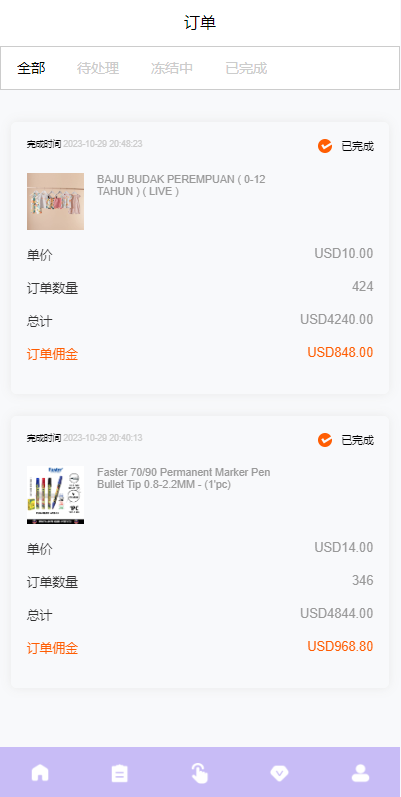 订单
全部 待处理 冻结中 已完成
完成时间 2023-10-29 20:48:23 已完成
BAJU BUDAK PEREMPUAN ( 0-12
TAHUN ) ( LIVE )
单价 USD10.00
订单数量 424
总计 USD4240.00
订单佣金 USD848.00
完成时间 2023-10-29 20:40:13 已完成
Faster 70/90 Permanent Marker Pen
Bullet Tip 0.8-2.2MM - (1'pc)
Faster
1PC
单价 USD14.00
订单数量 346
总计 USD4844.00
订单佣金 USD968.80